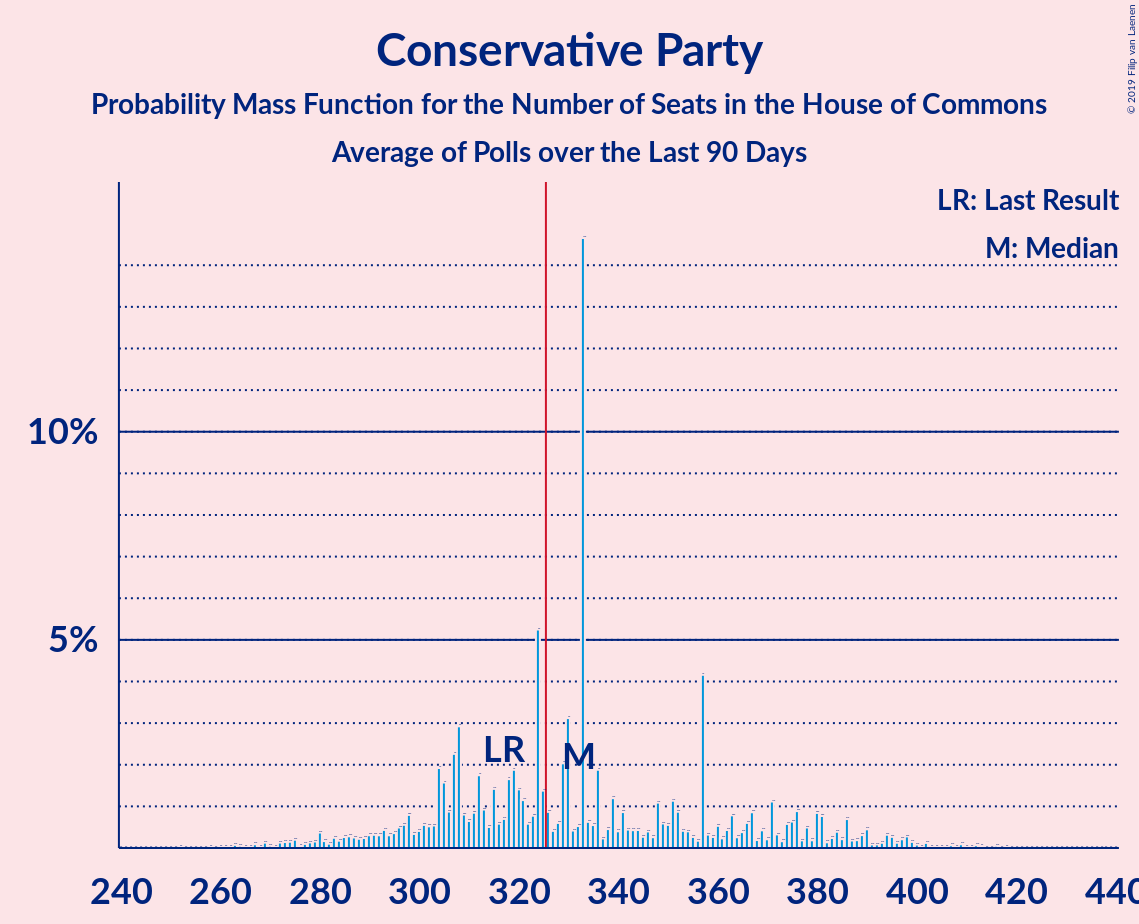 Conservative Party
Probability Mass Function for the Number of Seats in the House of Commons
Average of Polls over the Last 90 Days
© 2019 Filip van Laenen
LR: Last Result
M: Median
10%
5%
LR
M
240 260 280 300 320 340 360 380 400 420 440